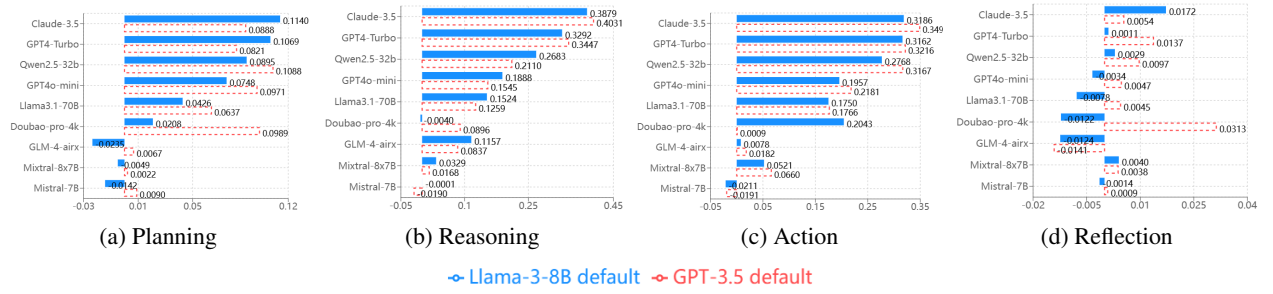 Claude-3.5
0.1140
0.0888
GPT4-Turbo
0.1069
0.0821
Qwen2.5-32b
0.0895
0.1088
GPT4o-mini
0.0748
0.0971
Llama3.1-70B
0.0426
0.0637
Doubao-pro-4k
0.0208
0.0989
GLM-4-airx
-0.0235
0.0067
Mixtral-8x7B
-0.0049
0.0022
Mistral-7B
-0.0142
0.0090
-0.03 0.01 0.05 0.12
(a) Planning
Claude-3.5
0.3879
0.4031
GPT4-Turbo
0.3292
0.3447
Qwen2.5-32b
0.2683
0.2110
GPT4o-mini
0.1888
0.1545
Llama3.1-70B
0.1524
0.1259
Doubao-pro-4k
-0.0040
0.0896
GLM-4-airx
0.1157
0.0837
Mixtral-8x7B
0.0329
0.0168
Mistral-7B
-0.0001
-0.0190
-0.05 0.1 0.25 0.45
(b) Reasoning
Claude-3.5
0.3186
0.349
GPT4-Turbo
0.3162
0.3216
Qwen2.5-32b
0.2768
0.3167
GPT4o-mini
0.1957
0.2181
Llama3.1-70B
0.1750
0.1766
Doubao-pro-4k
0.2043
0.0009
GLM-4-airx
0.0078
0.0182
Mixtral-8x7B
0.0521
0.0660
Mistral-7B
-0.0211
-0.0191
-0.05 0.05 0.15 0.25 0.35
(c) Action
Claude-3.5
0.0172
0.0054
GPT4-Turbo
0.0011
0.0137
Qwen2.5-32b
0.0029
0.0097
GPT4o-mini
-0.0034
0.0047
Llama3.1-70B
-0.0078
0.0045
Doubao-pro-4k
-0.0122
0.0313
GLM-4-airx
-0.0124
-0.0141
Mixtral-8x7B
0.0040
0.0038
Mistral-7B
-0.0014
0.0009
-0.02 -0.005 0.01 0.025 0.04
(d) Reflection
Llama-3-8B default GPT-3.5 default